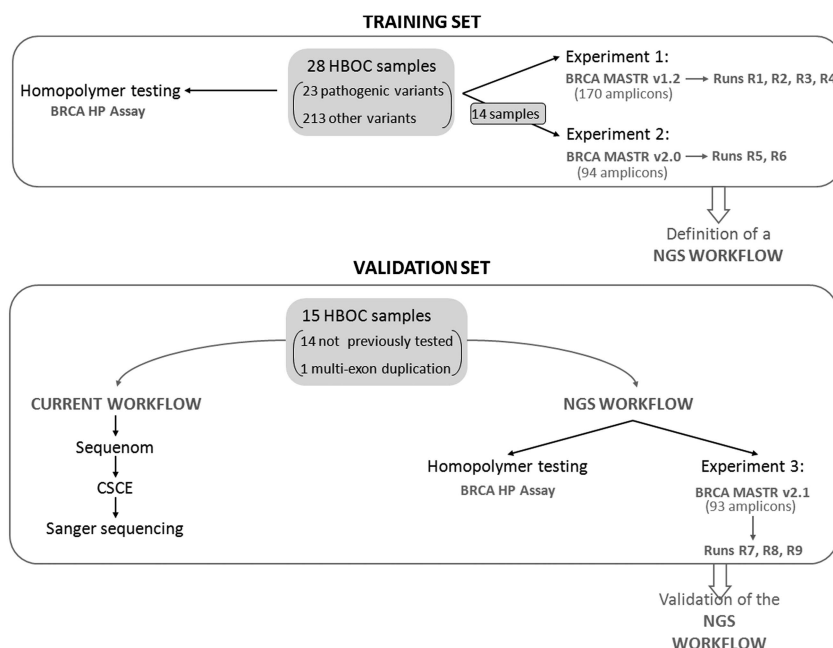 TRAINING SET
28 HBOC samples
23 pathogenic variants
213 other variants
Homopolymer testing
BRCA HP Assay
14 samples
Experiment 1:
BRCA MASTR v1.2
(170 amplicons)
Runs R1, R2, R3, R4
Experiment 2:
BRCA MASTR v2.0
(94 amplicons)
Runs R5, R6
Definition of a
NGS WORKFLOW
VALIDATION SET
15 HBOC samples
14 not previously tested
1 multi-exon duplication
CURRENT WORKFLOW
Sequenom
CSCE
Sanger sequencing
NGS WORKFLOW
Homopolymer testing
BRCA HP Assay
Experiment 3:
BRCA MASTR v2.1
(93 amplicons)
Runs R7, R8, R9
Validation of the
NGS
WORKFLOW